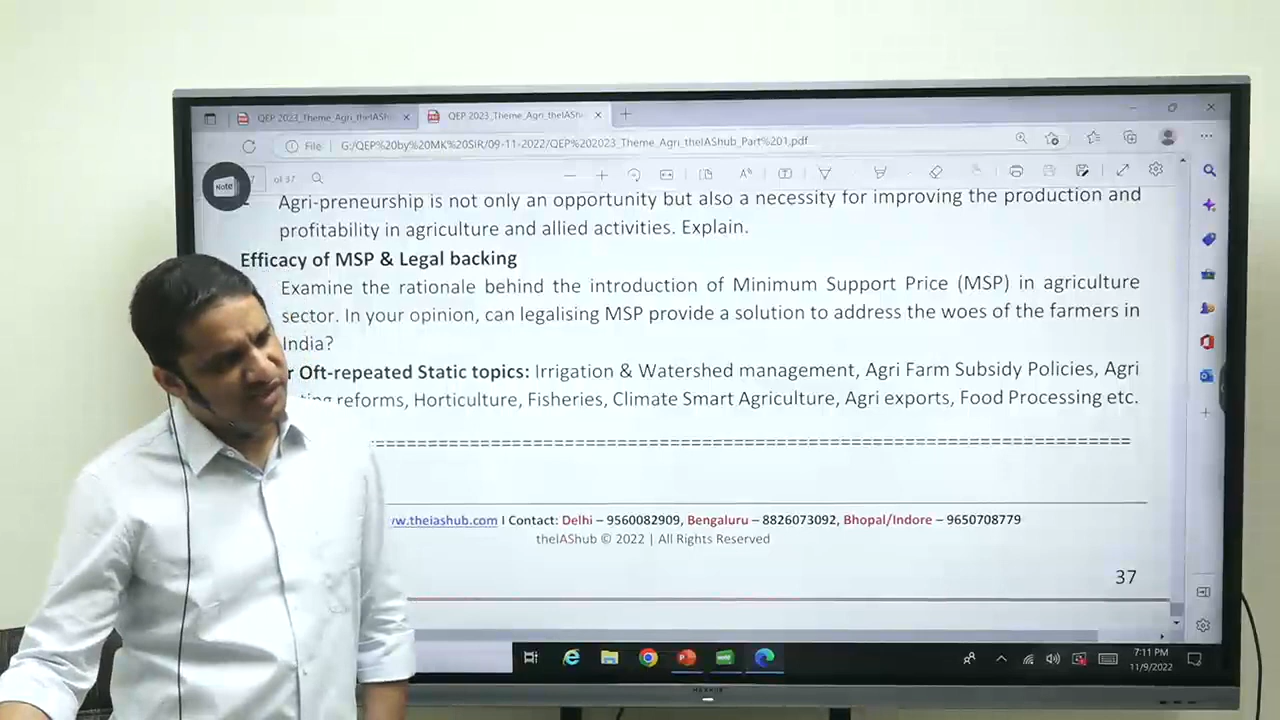 QEP 2023_Theme_Agri_theIASh
QEP 2023_Theme_Agri_theIASh
File G:/QEP%20by%20MK%20SIR/09-11-2022/QEP%202023_Theme_Agri_theIAShub_Part%201.pdf
Note
of 37
Agri-preneurship is not only an opportunity but also a necessity for improving the production and
profitability in agriculture and allied activities. Explain.
Efficacy of MSP & Legal backing
Examine the rationale behind the introduction of Minimum Support Price (MSP) in agriculture
sector. In your opinion, can legalising MSP provide a solution to address the woes of the farmers in
India?
Oft-repeated Static topics: Irrigation & Watershed management, Agri Farm Subsidy Policies, Agri
reforms, Horticulture, Fisheries, Climate Smart Agriculture, Agri exports, Food Processing etc.
w.theiashub.com I Contact: Delhi – 9560082909, Bengaluru – 8826073092, Bhopal/Indore – 9650708779
theIAShub © 2022 | All Rights Reserved
37
7:11 PM
11/9/2022